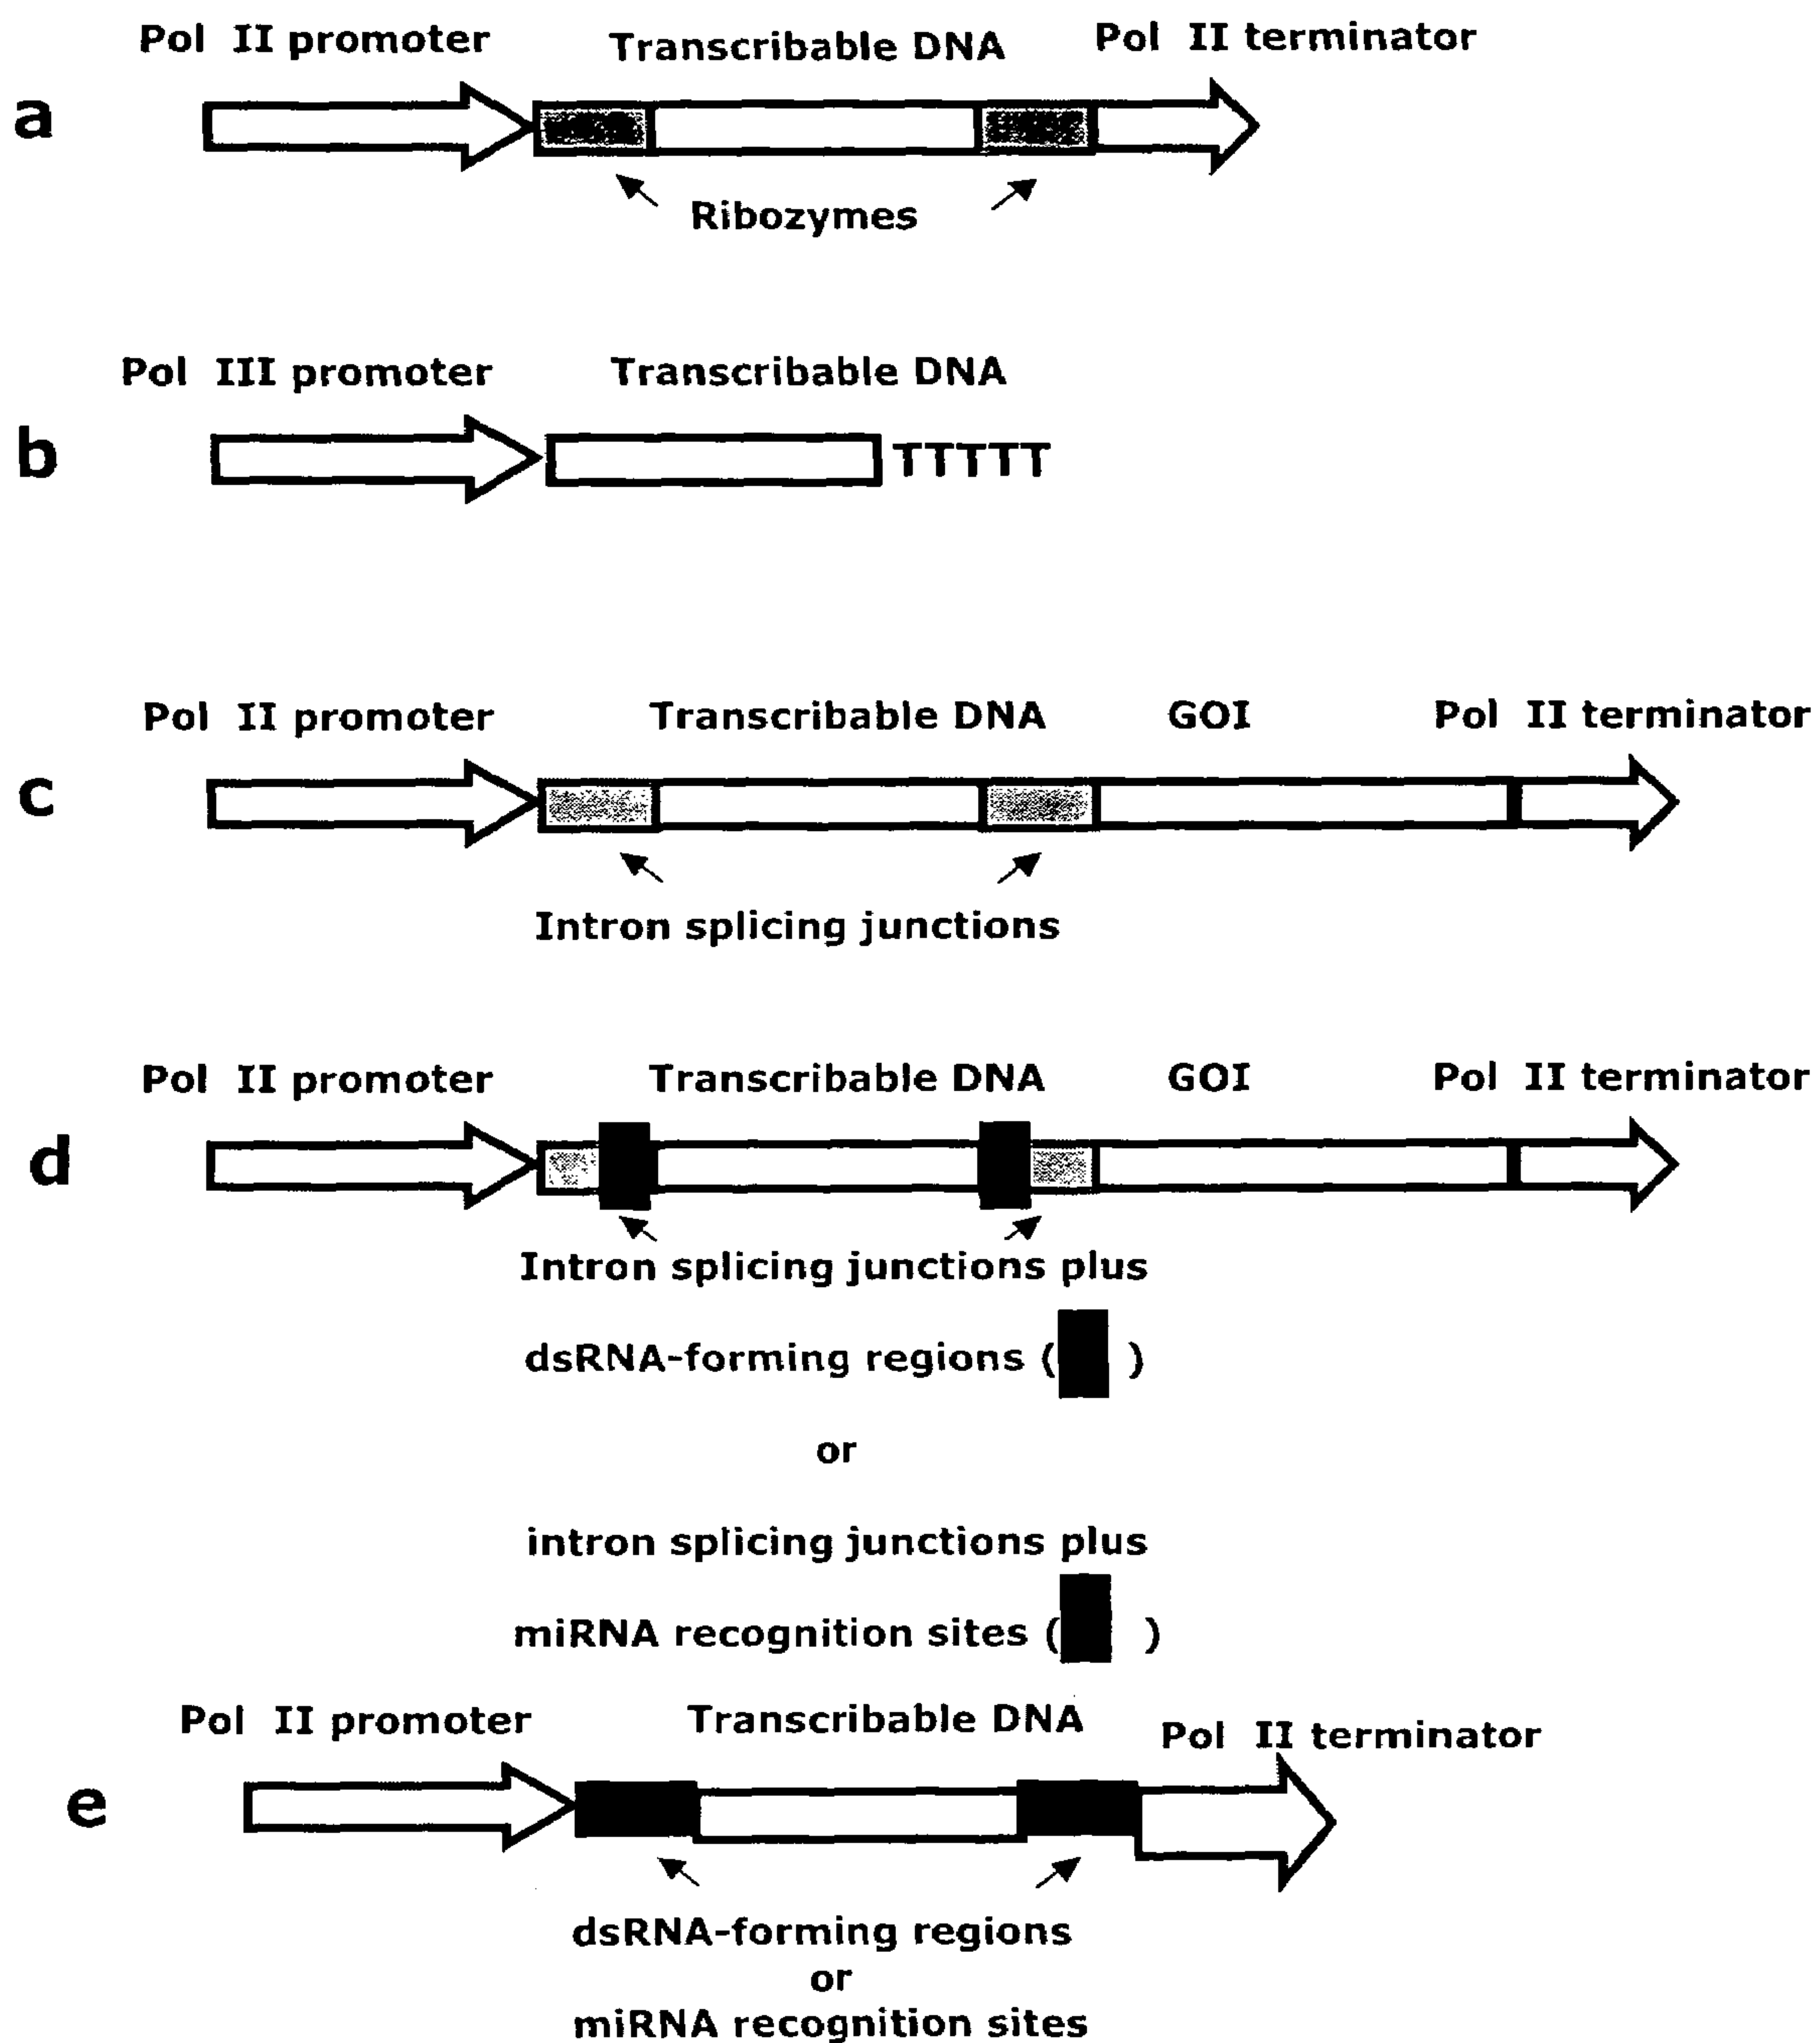 Pol II promoter Transcribable DNA Pol II terminator
a
Ribozymes
Pol III promoter Transcribable DNA
b TTTTT
Pol II promoter Transcribable DNA GOI Pol II terminator
c
Intron splicing junctions
Pol II promoter Transcribable DNA GOI Pol II terminator
d
Intron splicing junctions plus
dsRNA-forming regions ( )
or
intron splicing junctions plus
miRNA recognition sites ( )
Pol II promoter Transcribable DNA Pol II terminator
e
dsRNA-forming regions
or
miRNA recognition sites